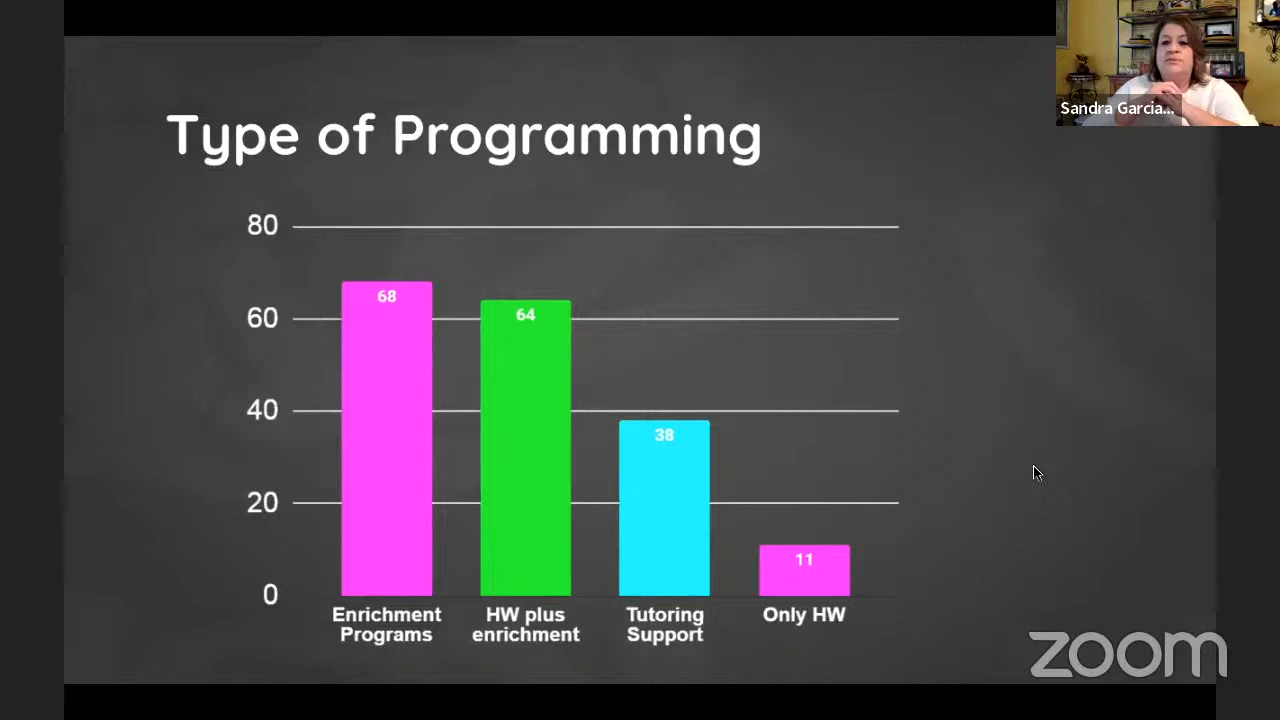 Sandra Garcia...
Type of Programming
80
60
40
20
0
68
64
38
11
Enrichment
Programs
HW plus
enrichment
Tutoring
Support
Only HW
zoom